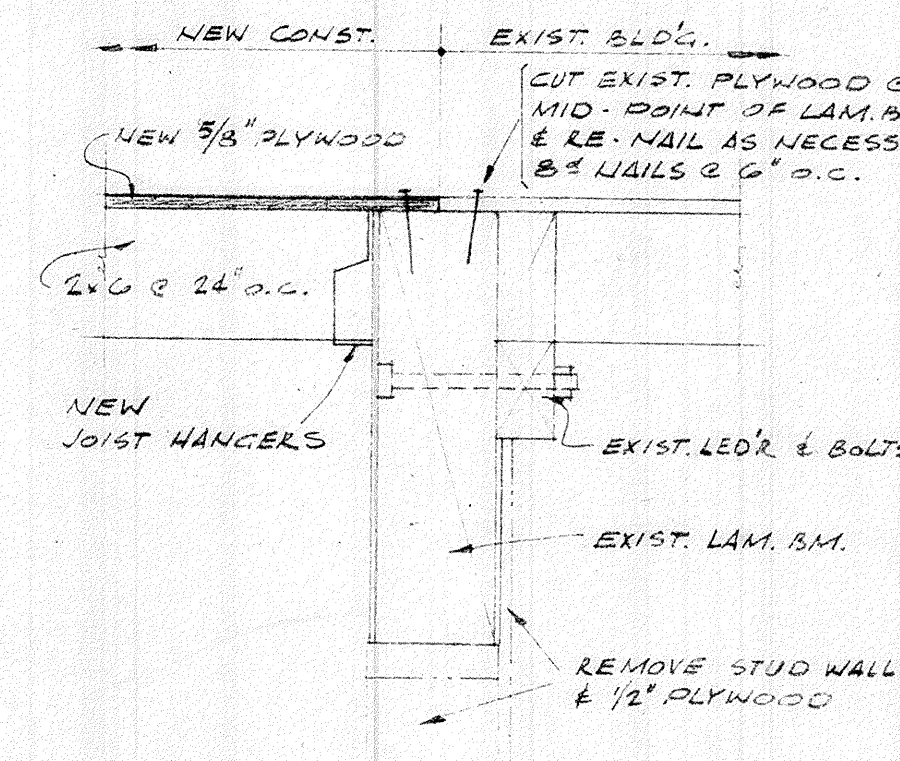 NEW CONST.
EXIST. BLD'G.
CUT EXIST. PLYWOOD
MID-POINT OF LAM.
& RE-NAIL AS
8d NAILS @ 6" O.C.
NEW 5/8" PLYWOOD
2x6 @ 24" O.C.
NEW
JOIST HANGERS
EXIST. LED'R & BOLTS
EXIST. LAM. BM.
REMOVE STUD WALL
& 1/2" PLYWOOD